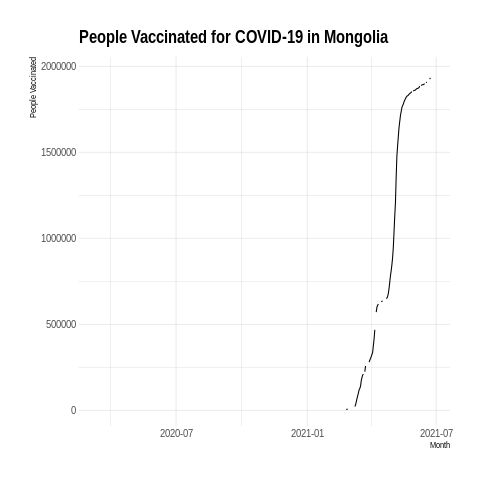 People Vaccinated for COVID-19 in Mongolia
People Vaccinated
2000000
1500000
1000000
500000
0
2020-07
2021-01
2021-07
Month